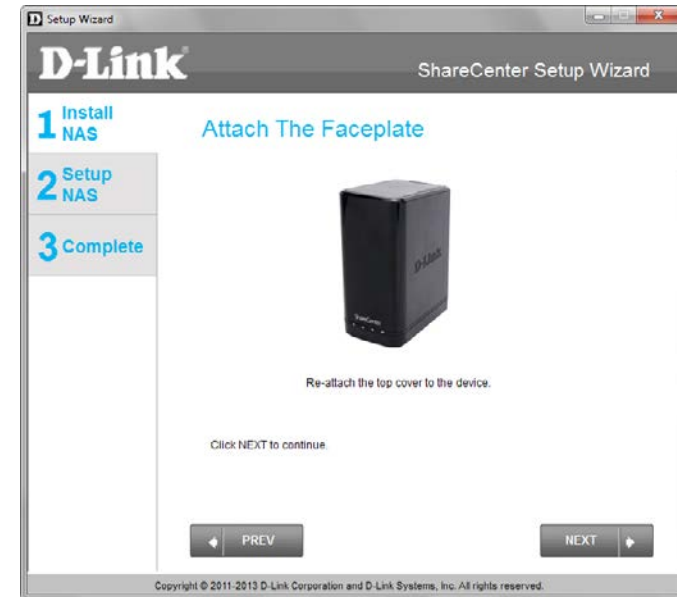 Setup Wizard
D-Link
ShareCenter Setup Wizard
1 Install
NAS
2 Setup
NAS
3 Complete
Attach The Faceplate
D-Link
ShareCenter
Re-attach the top cover to the device.
Click NEXT to continue.
PREV
NEXT
Copyright © 2011-2013 D-Link Corporation and D-Link Systems, Inc. All rights reserved.